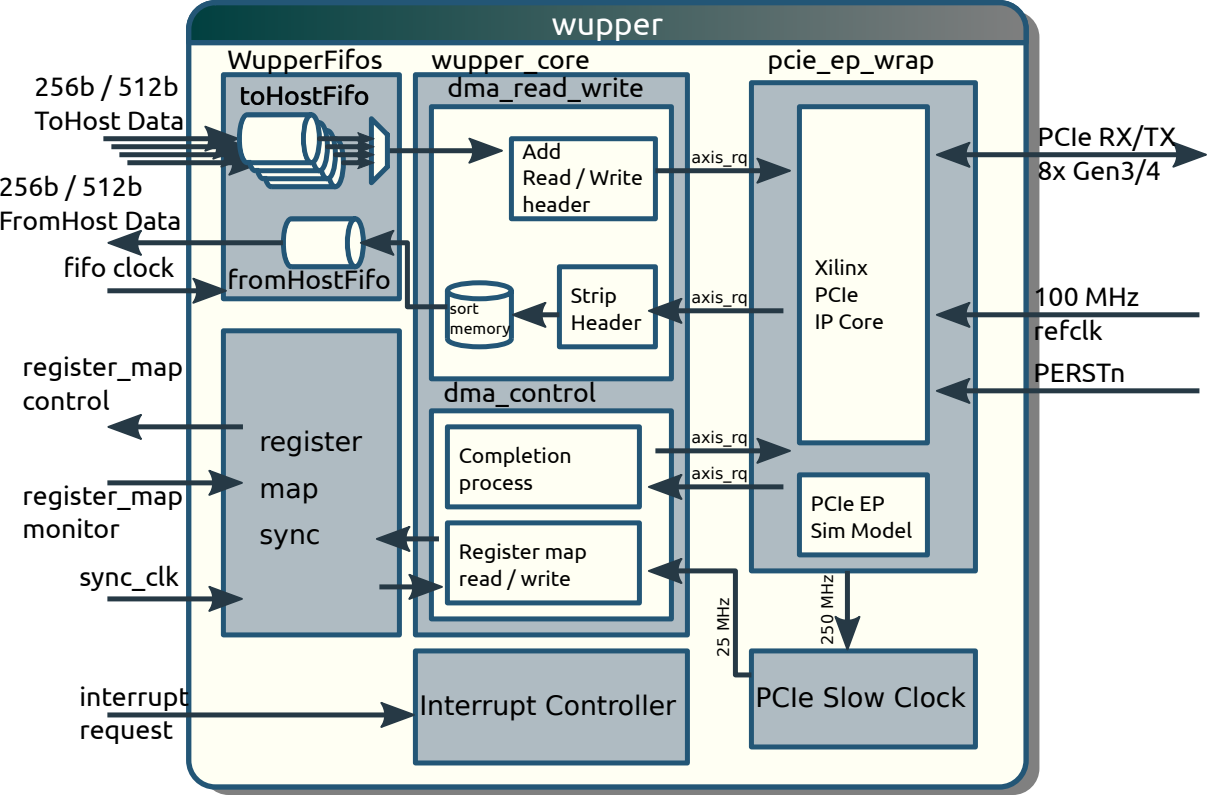 wupper
WupperFifos
wupper_core
pcie_ep_wrap
256b / 512b
ToHost Data
toHostFifo
dma_read_write
Add
Read / Write
header
axis_rq
PCIe RX/TX
8x Gen3/4
256b / 512b
FromHost Data
fifo clock
fromHostFifo
sort
memory
Strip
Header
axis_rq
Xilinx
PCIe
IP Core
100 MHz
refclk
PERSTn
register_map
control
register_map
monitor
sync_clk
register
map
sync
dma_control
Completion
process
axis_rq
axis_rq
Register map
read / write
PCIe EP
Sim Model
25 MHz
250 MHz
interrupt
request
Interrupt Controller
PCIe Slow Clock